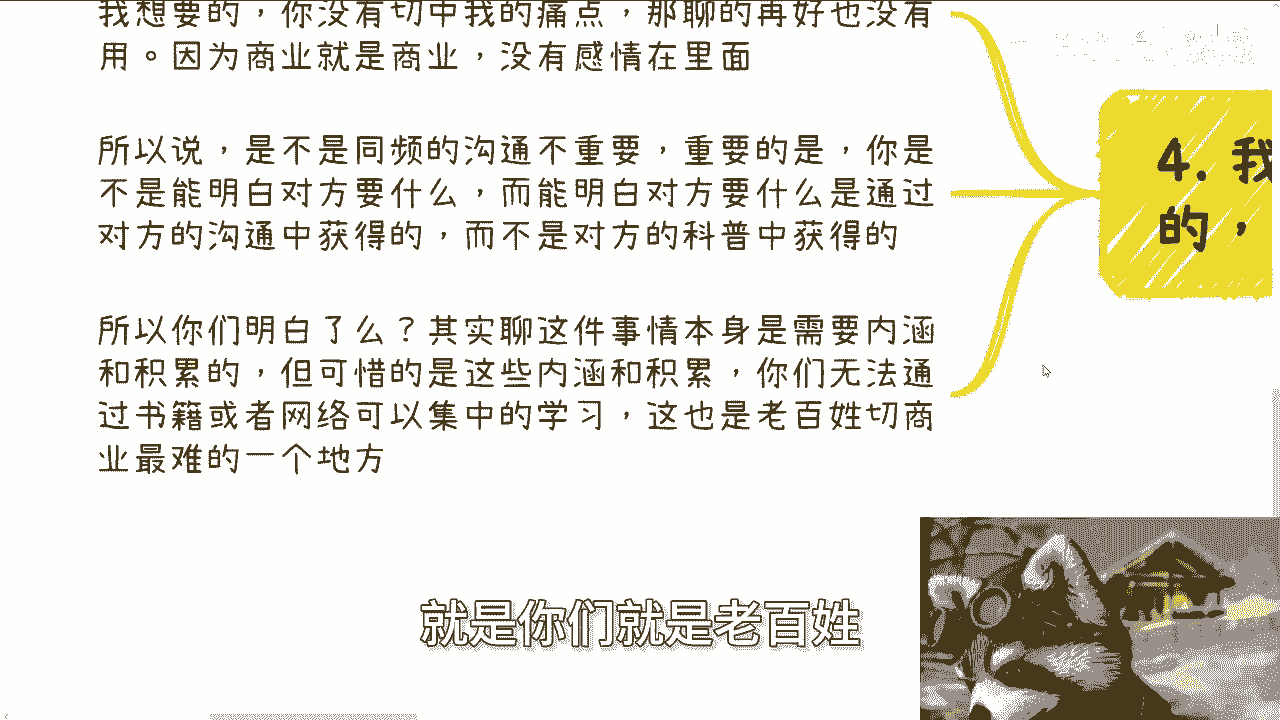 我想要的，你没有切中我的痛点，那聊的再好也没有
用。因为商业就是商业，没有感情在里面
所以说，是不是同频的沟通不重要，重要的是，你是
不是能明白对方要什么，而能明白对方要什么是通过
对方的沟通中获得的，而不是对方的科普中获得的
所以你们明白了么？其实聊这件事情本身是需要内涵
和积累的，但可惜的是这些内涵和积累，你们无法通
过书籍或者网络可以集中的学习，这也是老百姓切商
业最难的一个地方
4. 我
的，
就是你们就是老百姓